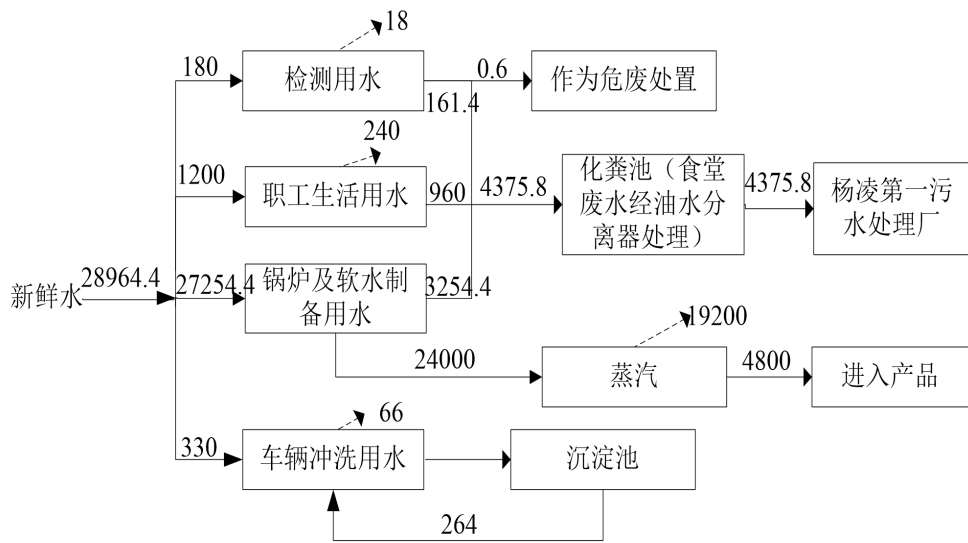 18
180
检测用水
0.6
作为危废处置
161.4
240
1200
职工生活用水
960
4375.8
化粪池（食堂
废水经油水分
离器处理）
4375.8
杨凌第一污
水处理厂
新鲜水
28964.4
27254.4
锅炉及软水制
备用水
3254.4
19200
24000
蒸汽
4800
进入产品
66
330
车辆冲洗用水
沉淀池
264